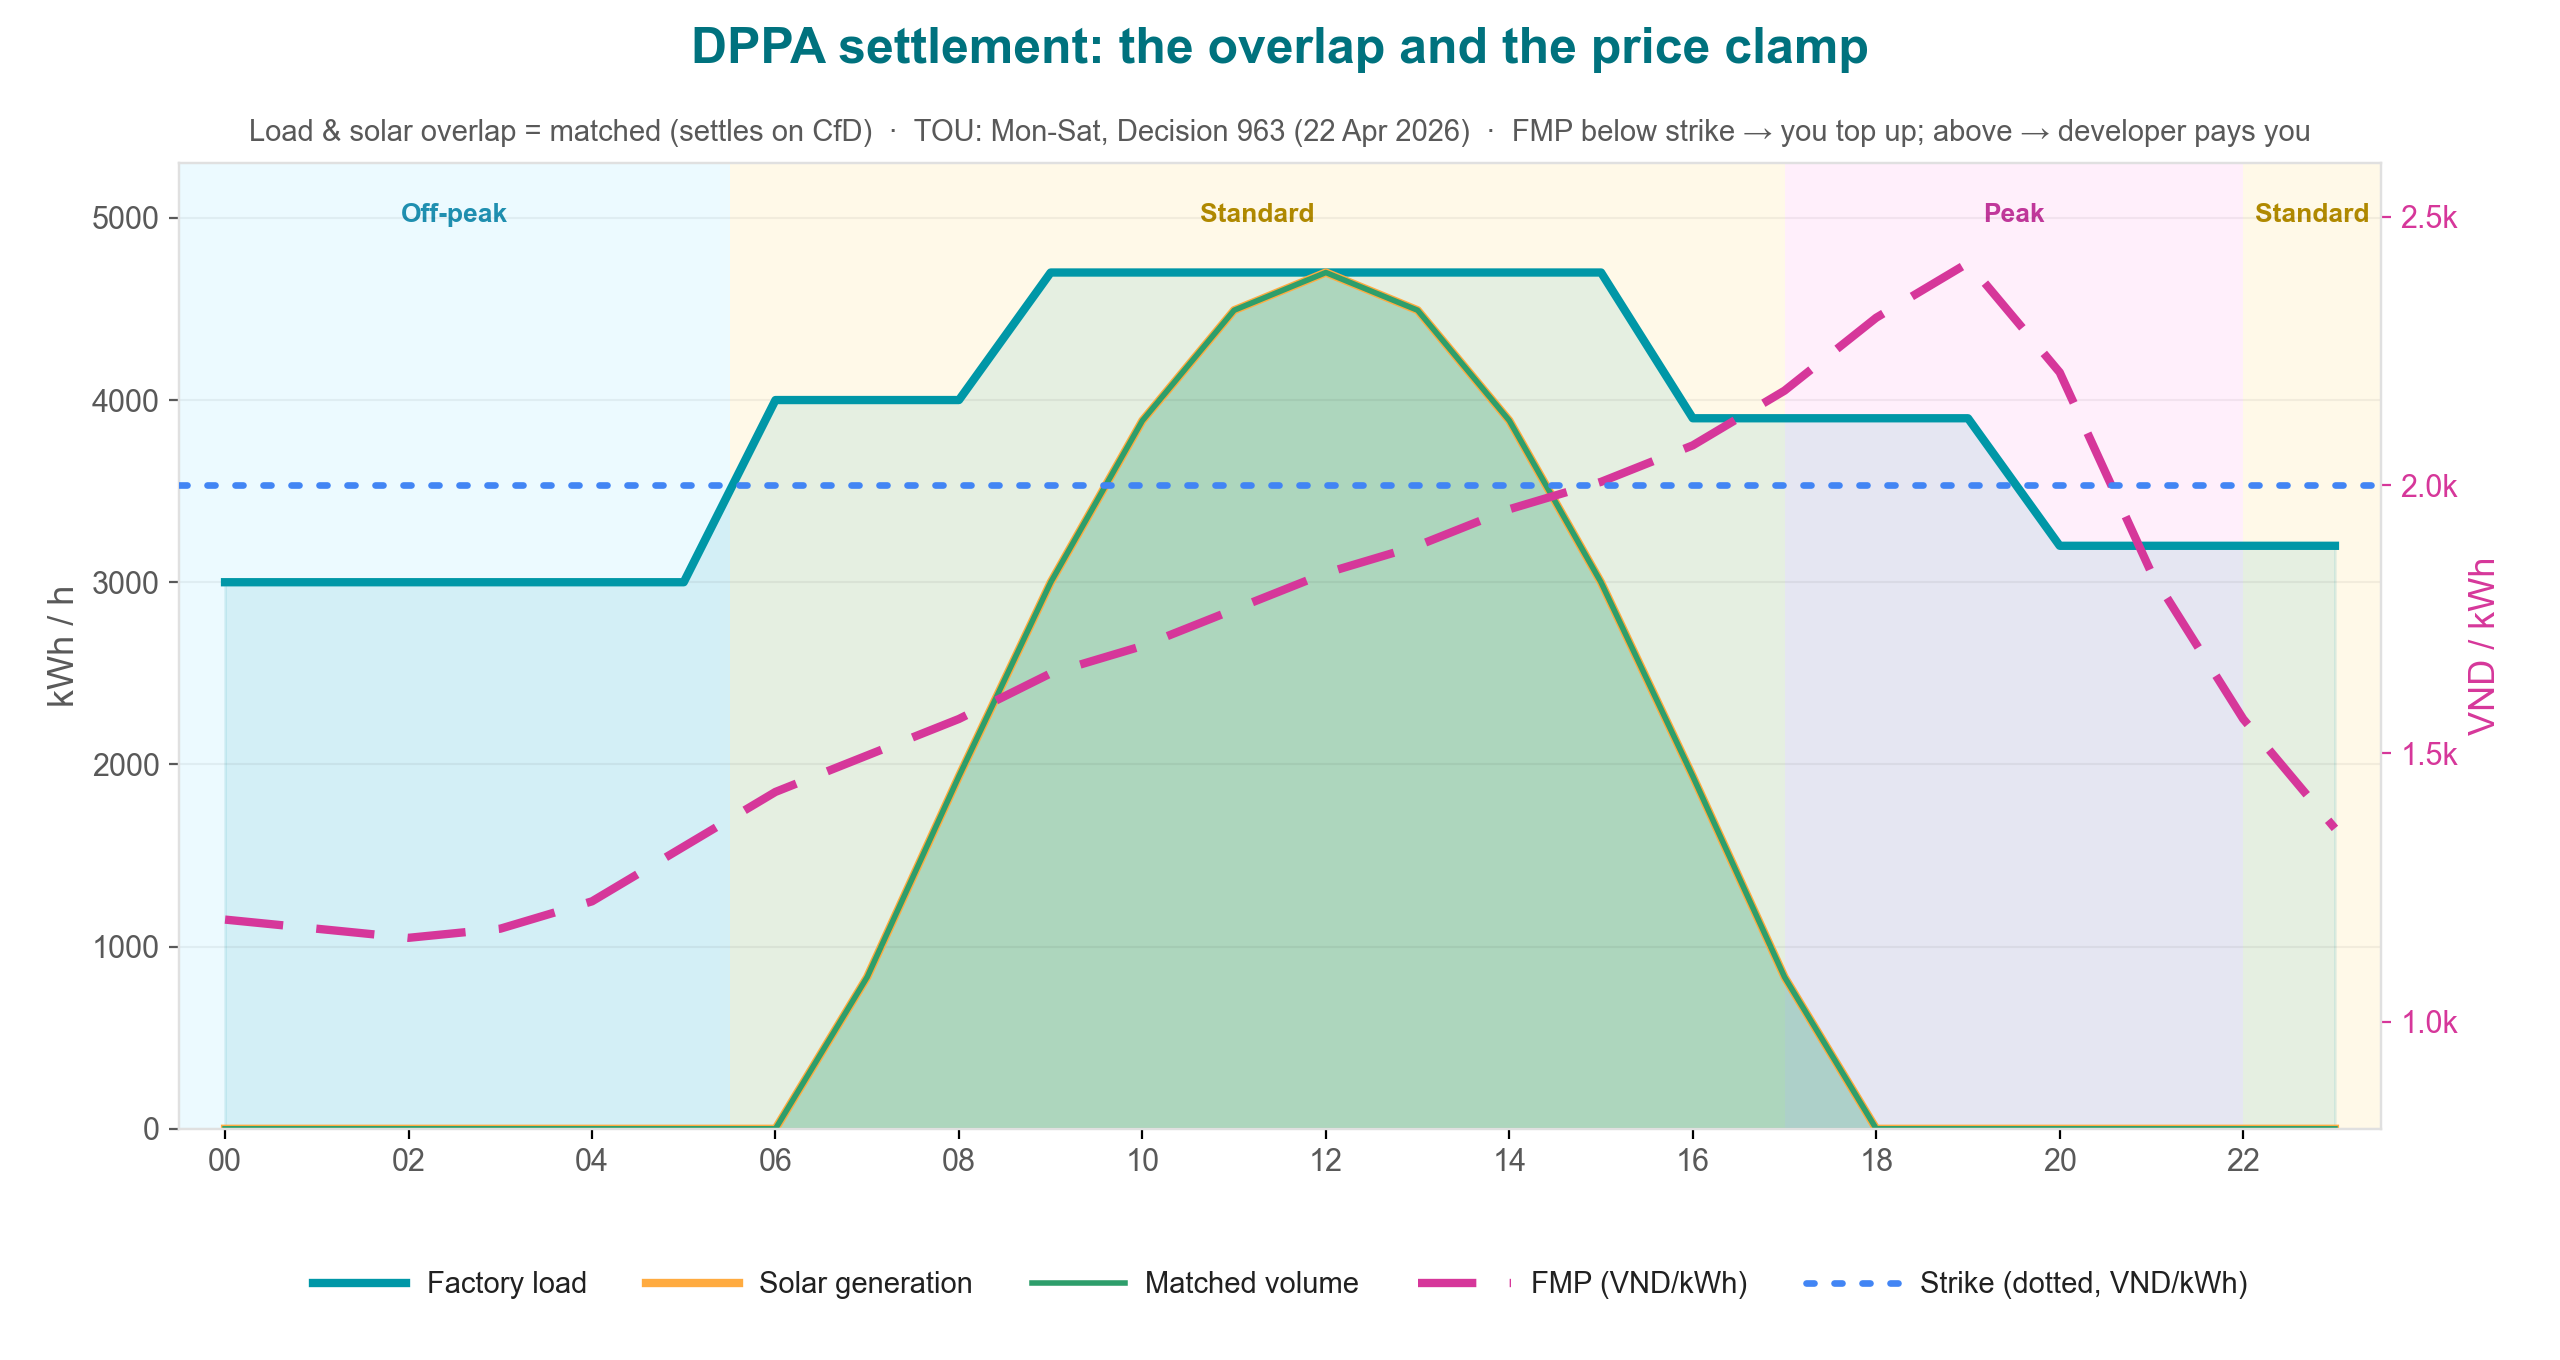 DPPA settlement: the overlap and the price clamp
Load & solar overlap = matched (settles on CfD) · TOU: Mon-Sat, Decision 963 (22 Apr 2026) · FMP below strike → you top up; above → developer pays you
Off-peak
Standard
Peak
Standard
5000
4000
3000
2000
1000
0
kWh / h
2.5k
2.0k
1.5k
1.0k
VND / kWh
00 02 04 06 08 10 12 14 16 18 20 22
Factory load
Solar generation
Matched volume
FMP (VND/kWh)
Strike (dotted, VND/kWh)